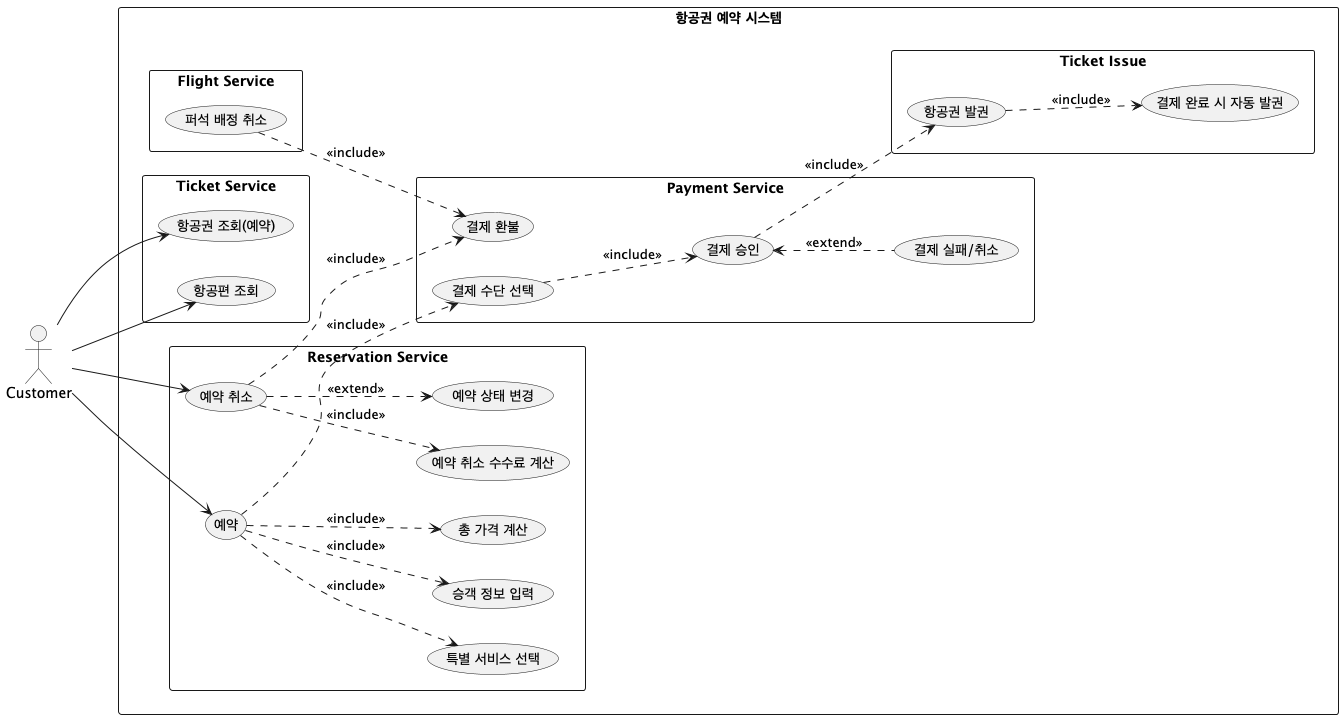 항공권 예약 시스템
Flight Service
퍼석 배정 취소
«include»
Ticket Service
항공권 조회(예약)
항공편 조회
Ticket Issue
항공권 발권
«include»
결제 완료 시 자동 발권
«include»
Payment Service
결제 환불
«include»
결제 수단 선택
«include»
결제 승인
«extend»
결제 실패/취소
«include»
Customer
Reservation Service
예약 취소
«extend»
예약 상태 변경
«include»
예약 취소 수수료 계산
예약
«include»
총 가격 계산
«include»
승객 정보 입력
«include»
특별 서비스 선택